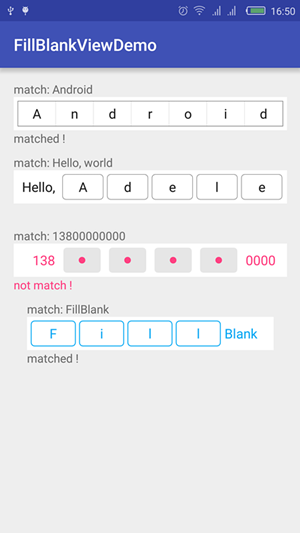 16:50
FillBlankViewDemo
match: Android
A n d r o i d
matched !
match: Hello, world
Hello, A d e l e
match: 13800000000
138 • • • • 0000
not match !
match: FillBlank
F i l l Blank
matched !